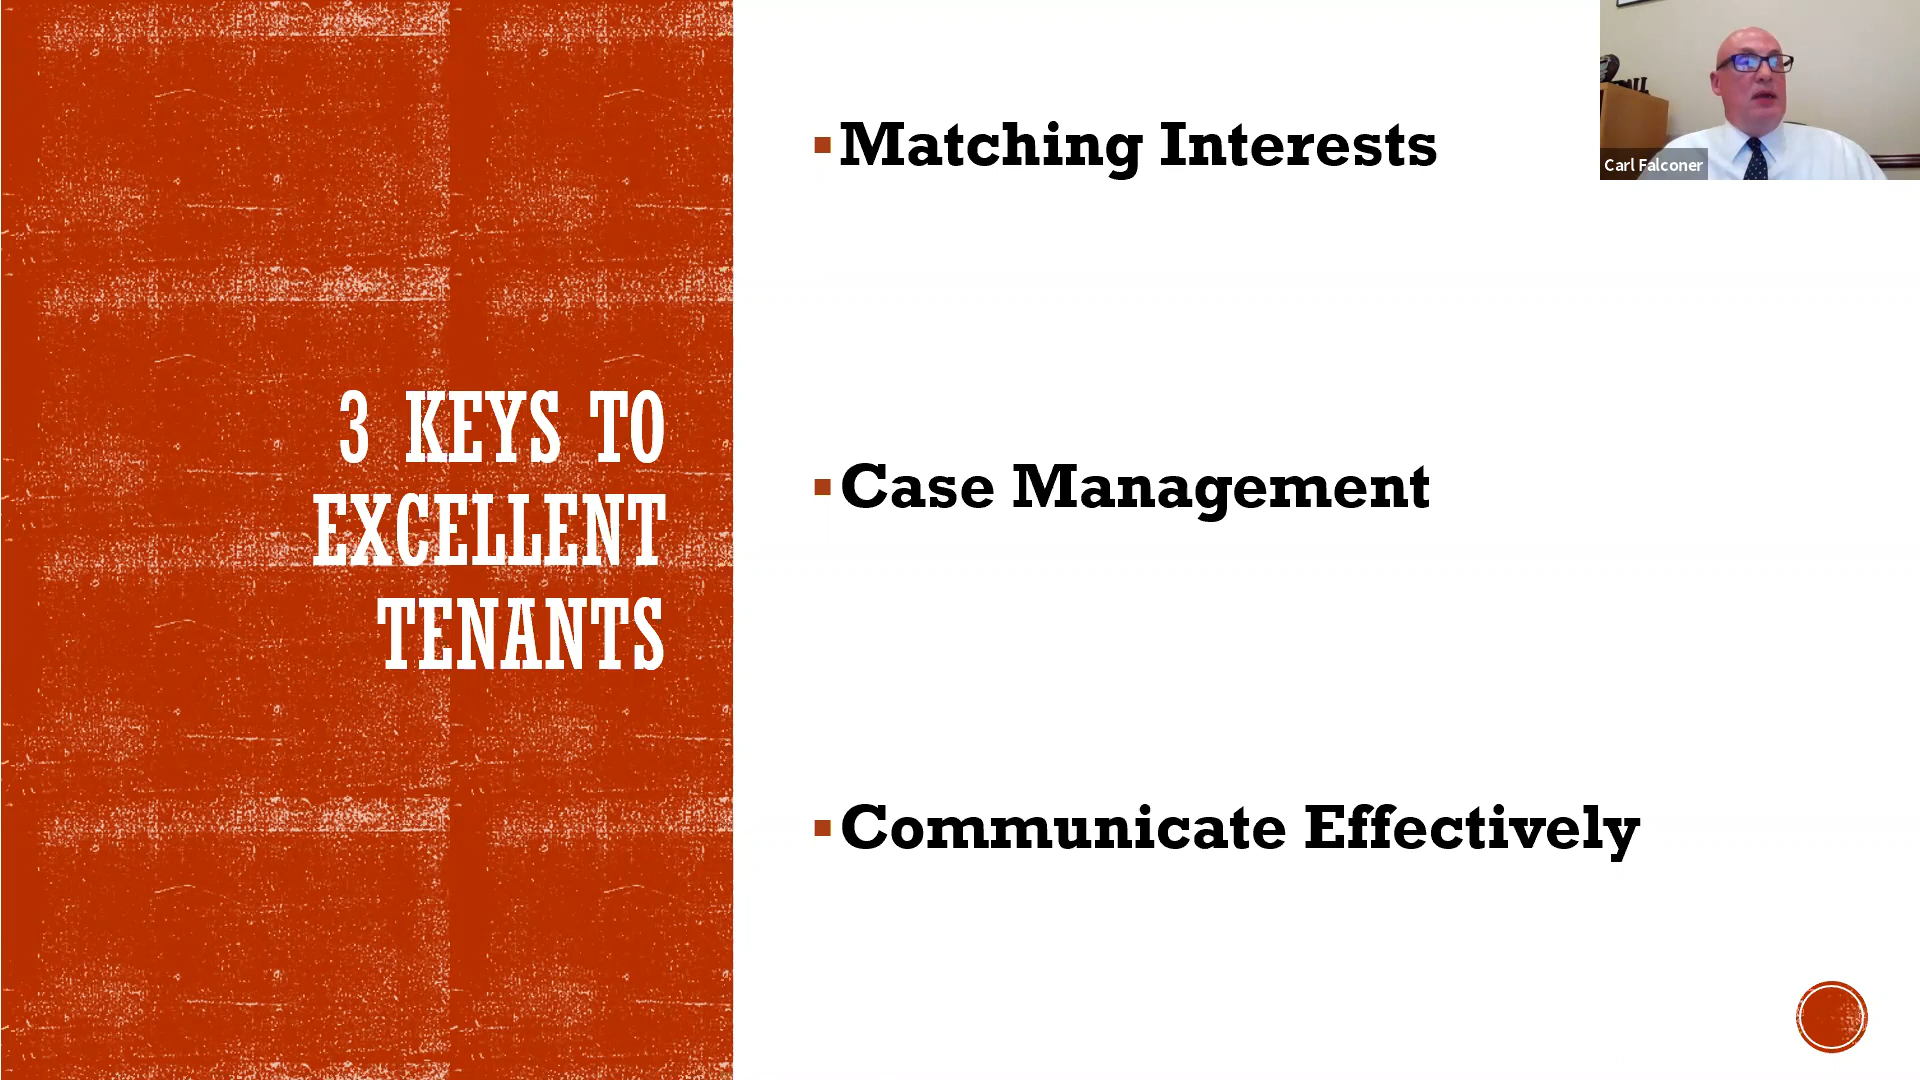 3 KEYS TO
EXCELLENT
TENANTS
Matching Interests
Case Management
Communicate Effectively
Carl Falconer